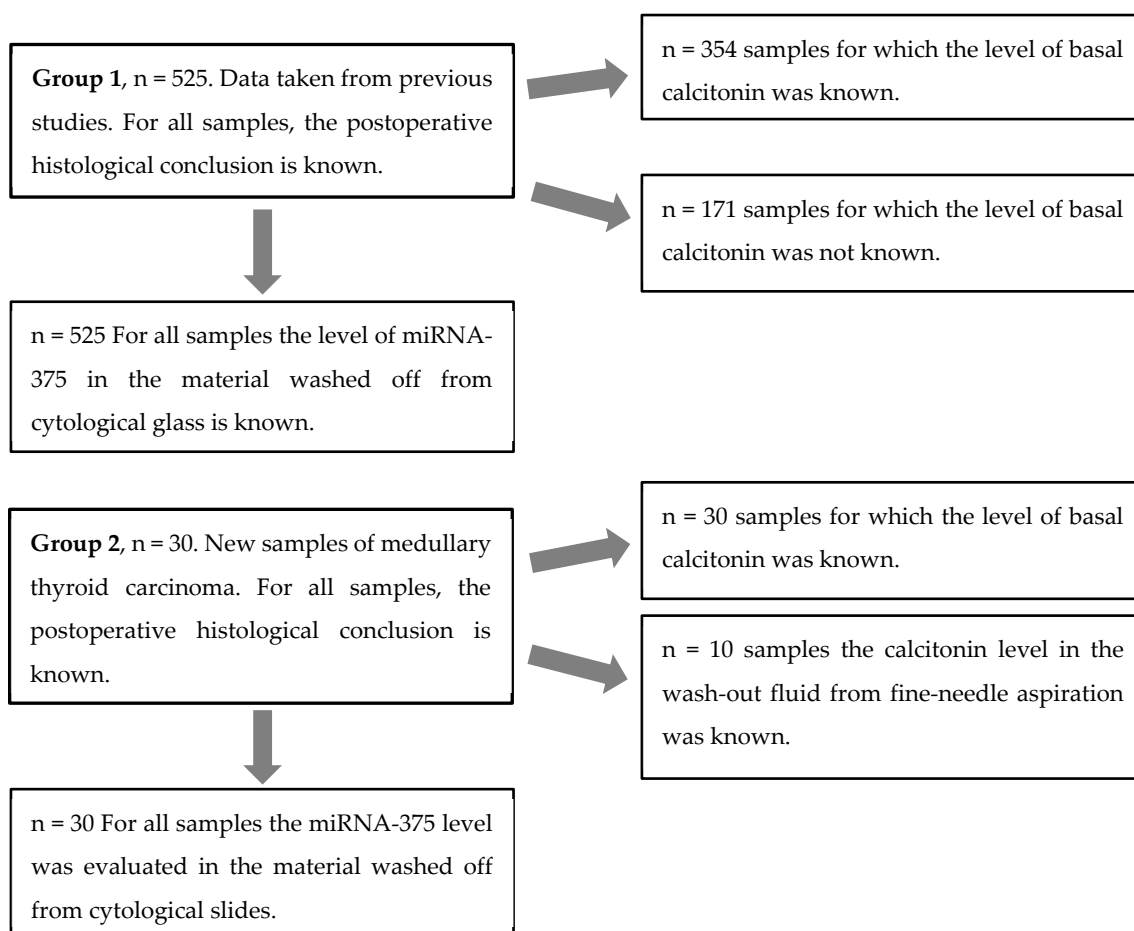 Group 1, n = 525. Data taken from previous
studies. For all samples, the postoperative
histological conclusion is known.
n = 354 samples for which the level of basal
calcitonin was known.
n = 171 samples for which the level of basal
calcitonin was not known.
n = 525 For all samples the level of miRNA-
375 in the material washed off from
cytological glass is known.
Group 2, n = 30. New samples of medullary
thyroid carcinoma. For all samples, the
postoperative histological conclusion is
known.
n = 30 samples for which the level of basal
calcitonin was known.
n = 10 samples the calcitonin level in the
wash-out fluid from fine-needle aspiration
was known.
n = 30 For all samples the miRNA-375 level
was evaluated in the material washed off
from cytological slides.